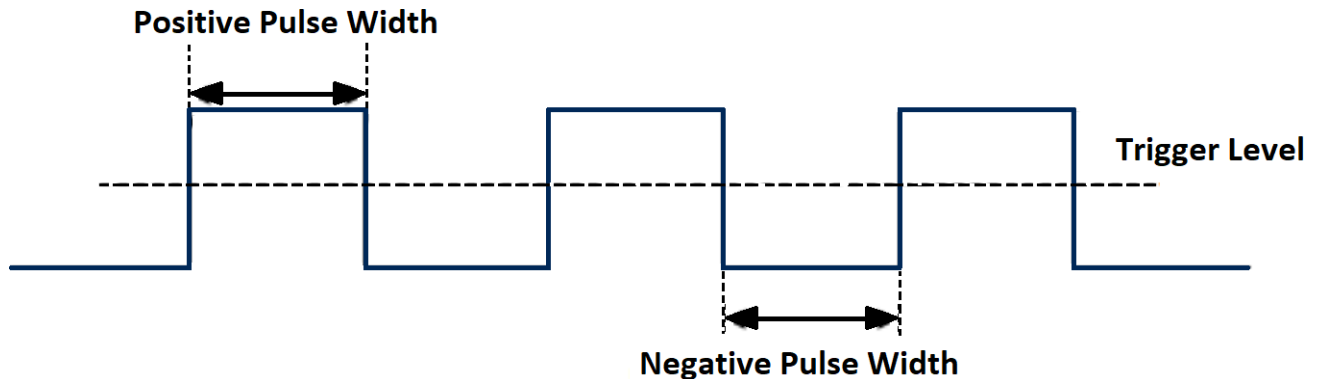 Positive Pulse Width
Trigger Level
Negative Pulse Width